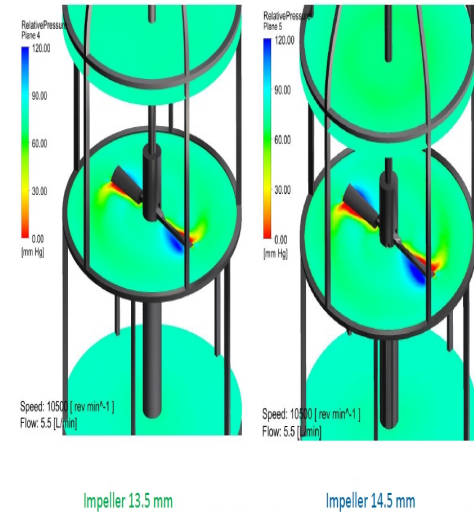 RelativePressure
Plane 4
120.00
90.00
60.00
30.00
0.00
[mm Hg]
Speed: 10500 [ rev min^-1 ]
Flow: 5.5 [L/min]
Impeller 13.5 mm
RelativePressure
Plane 5
120.00
90.00
60.00
30.00
0.00
[mm Hg]
Speed: 10500 [ rev min^-1 ]
Flow: 5.5 [L/min]
Impeller 14.5 mm